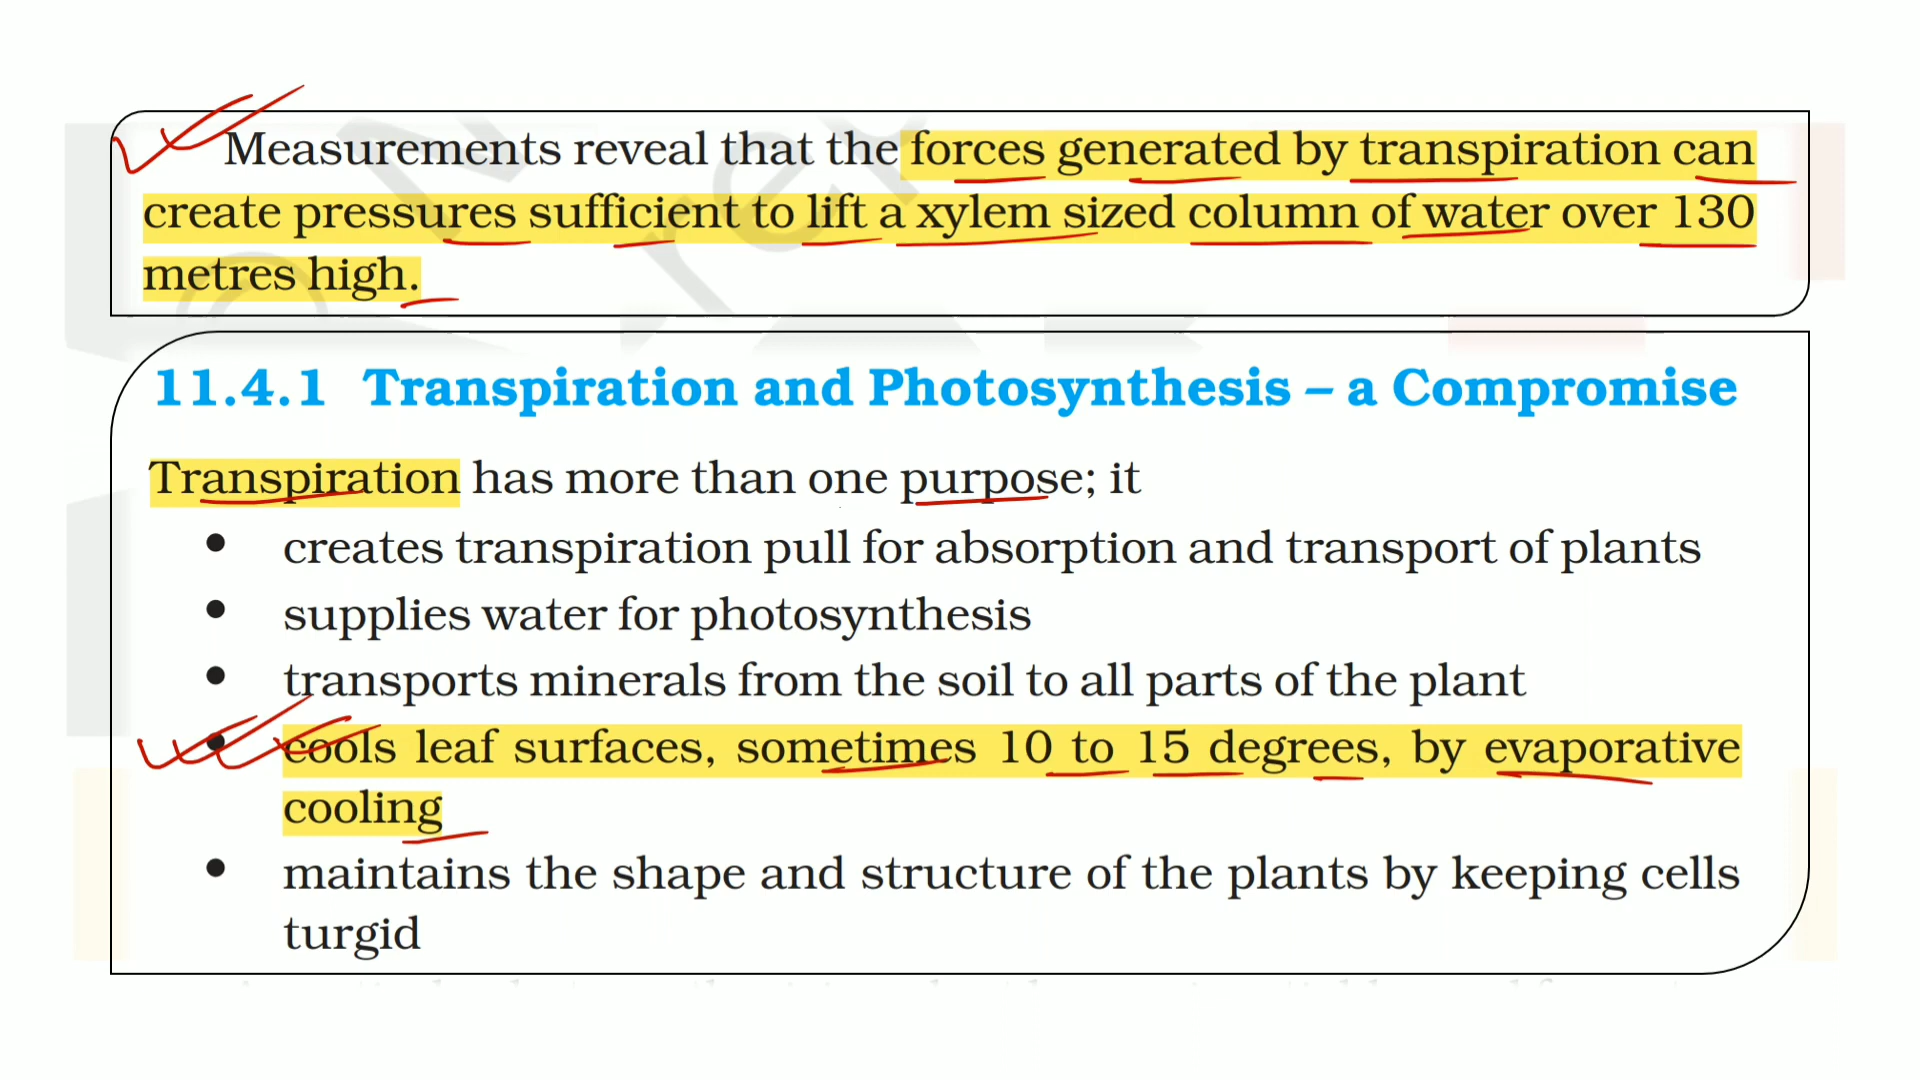 Measurements reveal that the forces generated by transpiration can
create pressures sufficient to lift a xylem sized column of water over 130
metres high.
11.4.1 Transpiration and Photosynthesis – a Compromise
Transpiration has more than one purpose; it
• creates transpiration pull for absorption and transport of plants
• supplies water for photosynthesis
• transports minerals from the soil to all parts of the plant
• cools leaf surfaces, sometimes 10 to 15 degrees, by evaporative
cooling
• maintains the shape and structure of the plants by keeping cells
turgid